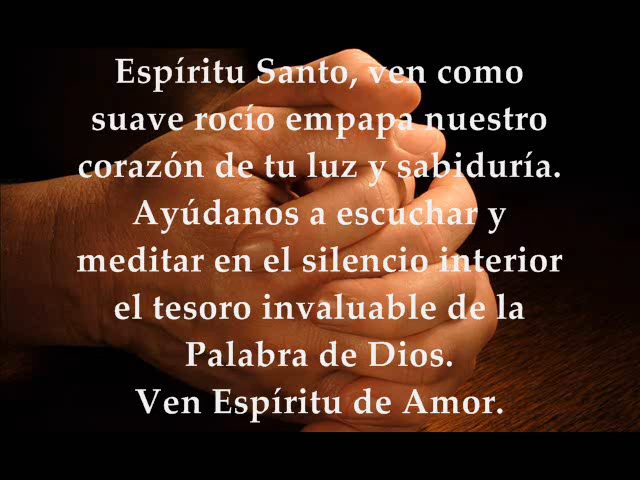 Espíritu Santo, ven como
suave rocío empapa nuestro
corazón de tu luz y sabiduría.
Ayúdanos a escuchar y
meditar en el silencio interior
el tesoro invaluable de la
Palabra de Dios.
Ven Espíritu de Amor.